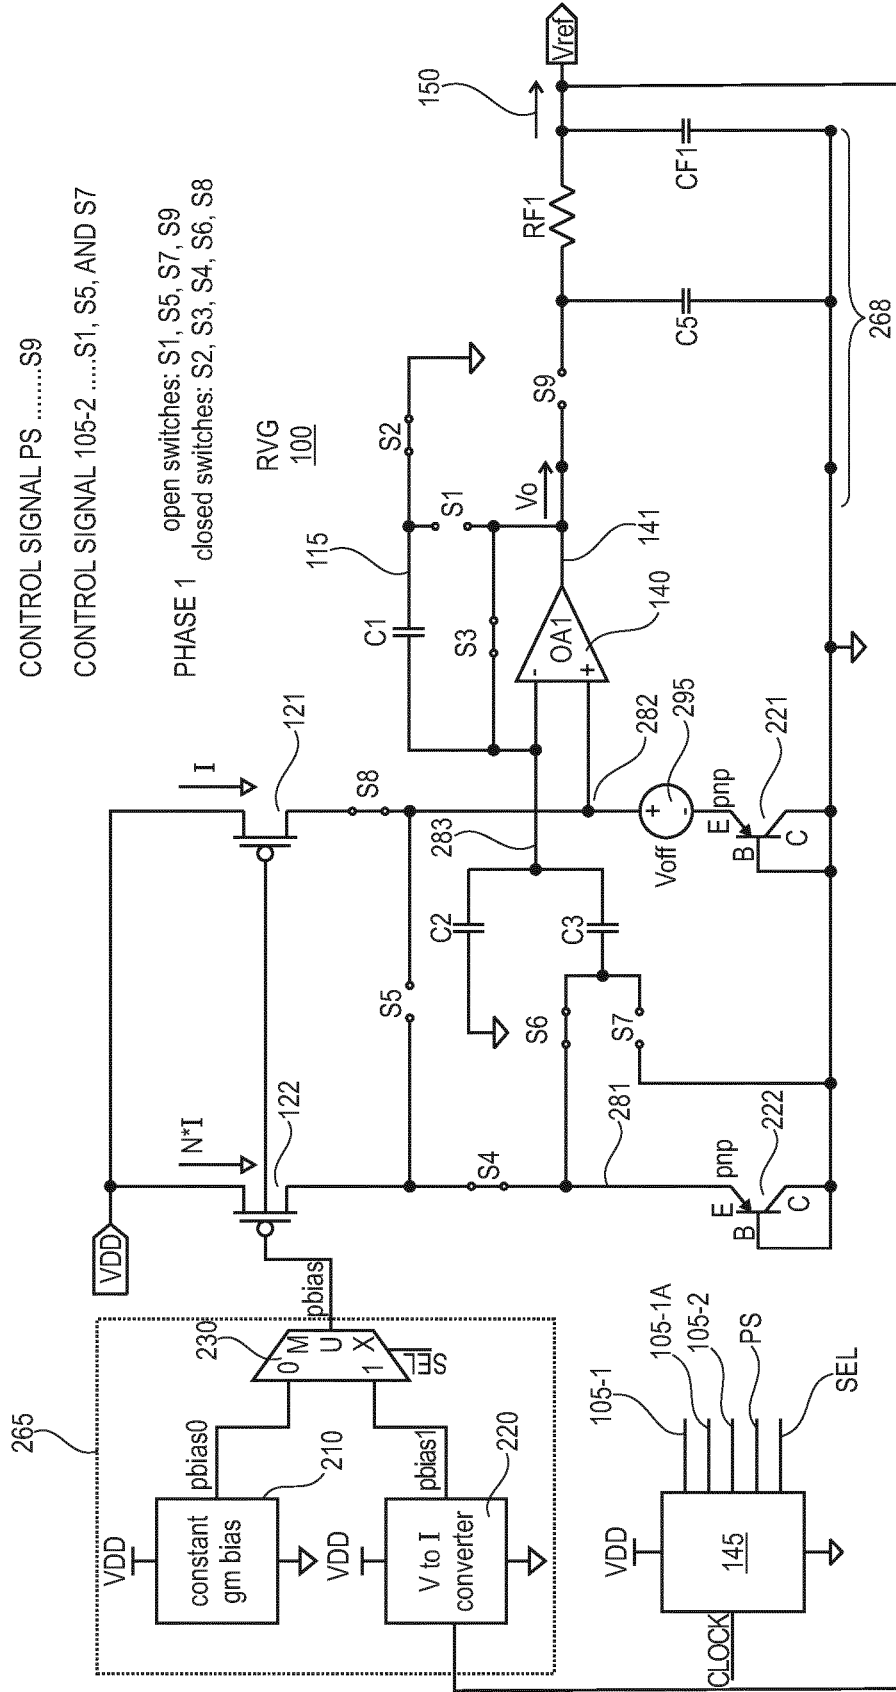 CONTROL SIGNAL PS ........S9
CONTROL SIGNAL 105-2 .....S1, S5, AND S7
PHASE 1
open switches: S1, S5, S7, S9
closed switches: S2, S3, S4, S6, S8
RVG
100
265
VDD
constant
gm bias
210
pbias0
VDD
V to I
converter
220
pbias1
230
0
1
M
U
X
SEL
pbias
VDD
N*I
122
I
121
S8
S5
S4
283
C2
C3
S6
S7
281
282
Voff
+
-
295
E
B
C
pnp
221
E
B
C
pnp
222
115
C1
S1
S2
S3
-
+
OA1
140
141
Vo
S9
RF1
C5
CF1
150
Vref
268
VDD
145
CLOCK
105-1
105-1A
105-2
PS
SEL